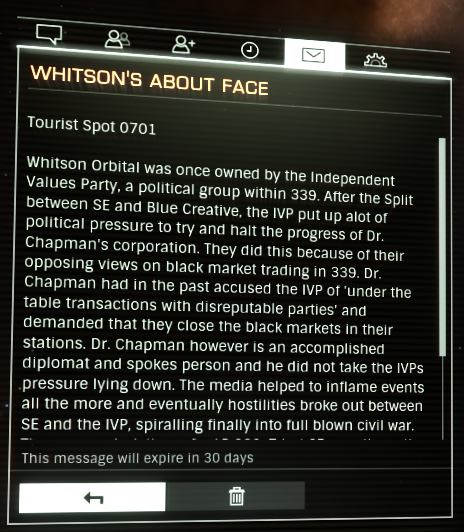 WHITSON'S ABOUT FACE
Tourist Spot 0701
Whitson Orbital was once owned by the Independent
Values Party, a political group within 339. After the Split
between SE and Blue Creative, the IVP put up alot of
political pressure to try and halt the progress of Dr.
Chapman's corporation. They did this because of their
opposing views on black market trading in 339. Dr.
Chapman had in the past accused the IVP of 'under the
table transactions with disreputable parties' and
demanded that they close the black markets in their
stations. Dr. Chapman however is an accomplished
diplomat and spokes person and he did not take the IVPs
pressure lying down. The media helped to inflame events
all the more and eventually hostilities broke out between
SE and the IVP, spiralling finally into full blown civil war.
This message will expire in 30 days